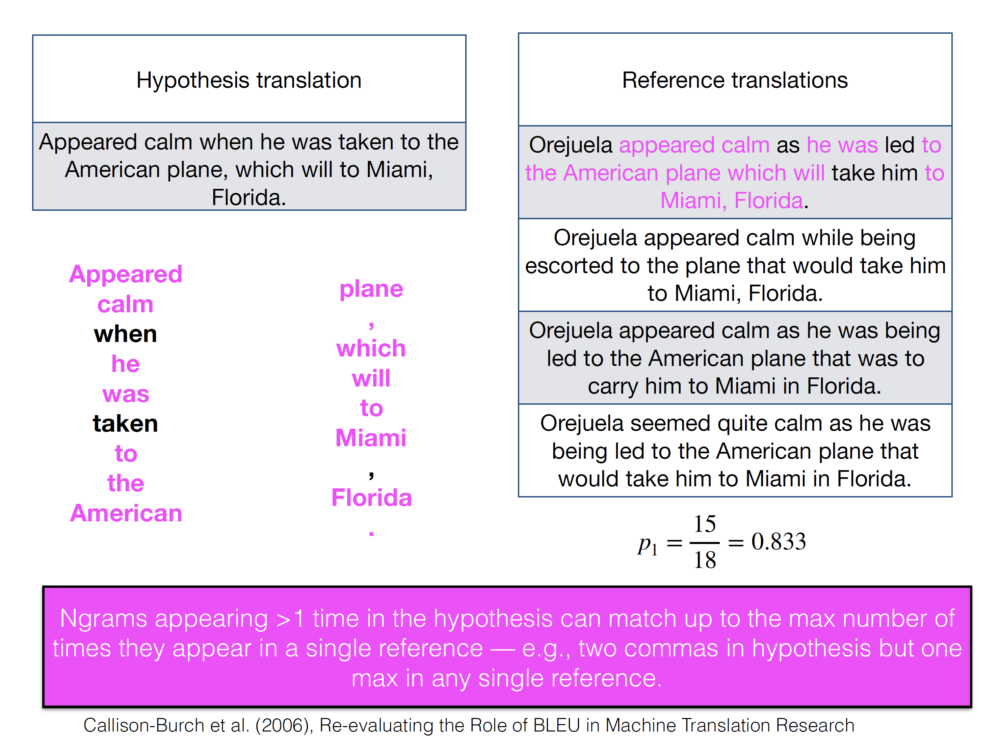 Hypothesis translation
Appeared calm when he was taken to the
American plane, which will to Miami,
Florida.
Reference translations
Orejuela appeared calm as he was led to
the American plane which will take him to
Miami, Florida.
Orejuela appeared calm while being
escorted to the plane that would take him
to Miami, Florida.
Orejuela appeared calm as he was being
led to the American plane that was to
carry him to Miami in Florida.
Orejuela seemed quite calm as he was
being led to the American plane that
would take him to Miami in Florida.
Appeared
calm
when
he
was
taken
to
the
American
plane
,
which
will
to
Miami
,
Florida
.
p₁ = 15/18 = 0.833
Ngrams appearing >1 time in the hypothesis can match up to the max number of
times they appear in a single reference — e.g., two commas in hypothesis but one
max in any single reference.
Callison-Burch et al. (2006), Re-evaluating the Role of BLEU in Machine Translation Research